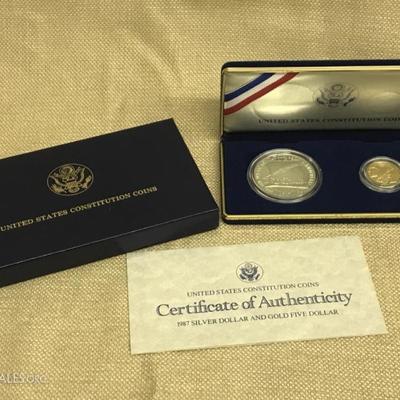 UNITED STATES CONSTITUTION COINS
UNITED STATES CONSTITUTION COINS
UNITED STATES CONSTITUTION COINS
Certificate of Authenticity
1987 SILVER DOLLAR AND GOLD FIVE DOLLAR